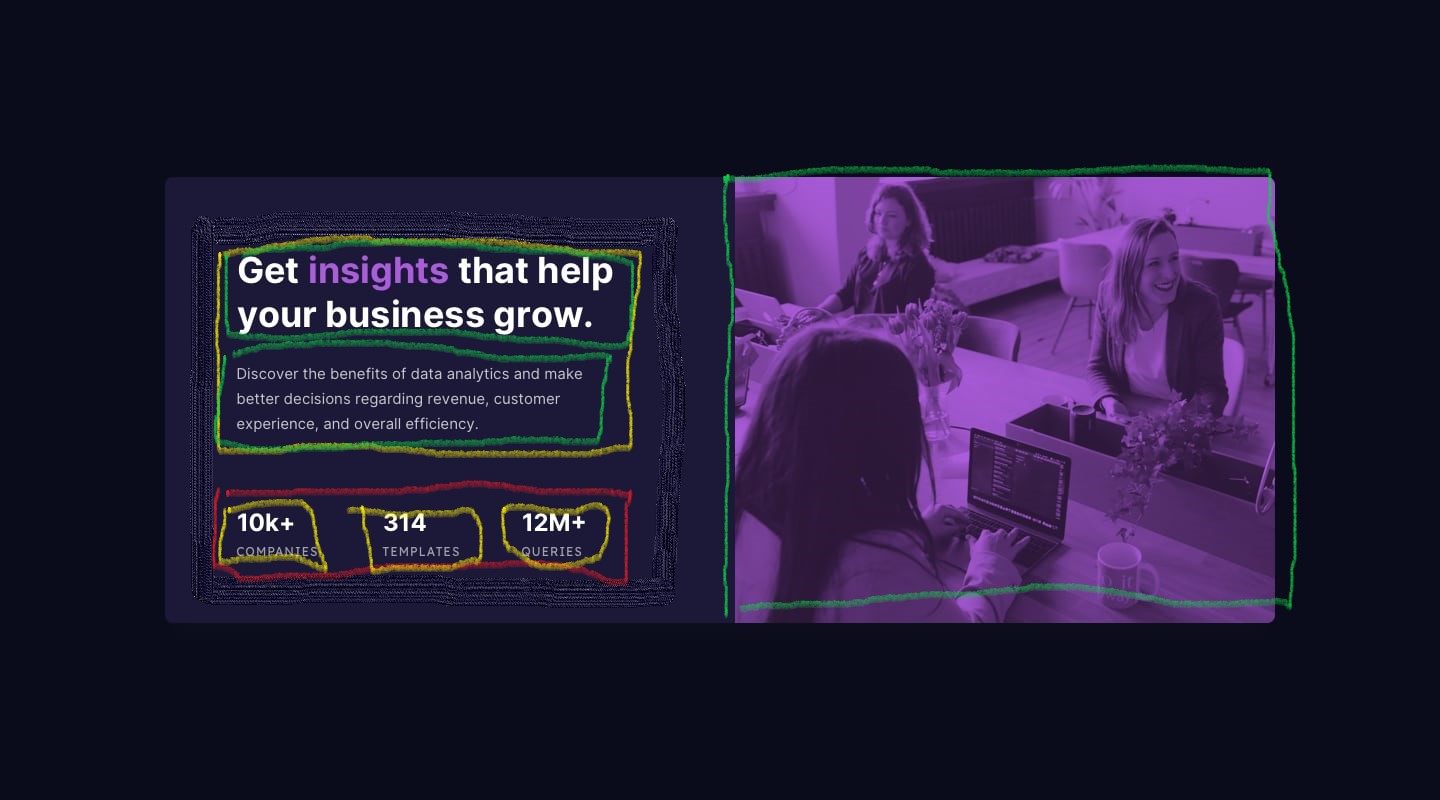 Get insights that help
your business grow.
Discover the benefits of data analytics and make
better decisions regarding revenue, customer
experience, and overall efficiency.
10k+ 314 12M+
COMPANIES TEMPLATES QUERIES